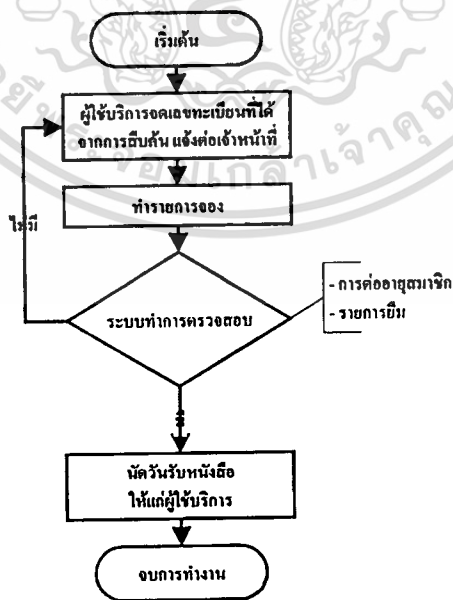 เริ่มต้น
ผู้ใช้บริการจดเลขทะเบียนที่ได้
จากการสืบค้น แจ้งต่อเจ้าหน้าที่
ทำรายการจอง
ไม่มี
ระบบทำการตรวจสอบ
- การต่ออายุสมาชิก
- รายการยืม
มี
นัดวันรับหนังสือ
ให้แก่ผู้ใช้บริการ
จบการทำงาน